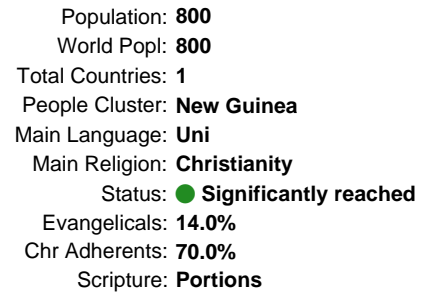 Population: 800
World Popl: 800
Total Countries: 1
People Cluster: New Guinea
Main Language: Uni
Main Religion: Christianity
Status: Significantly reached
Evangelicals: 14.0%
Chr Adherents: 70.0%
Scripture: Portions